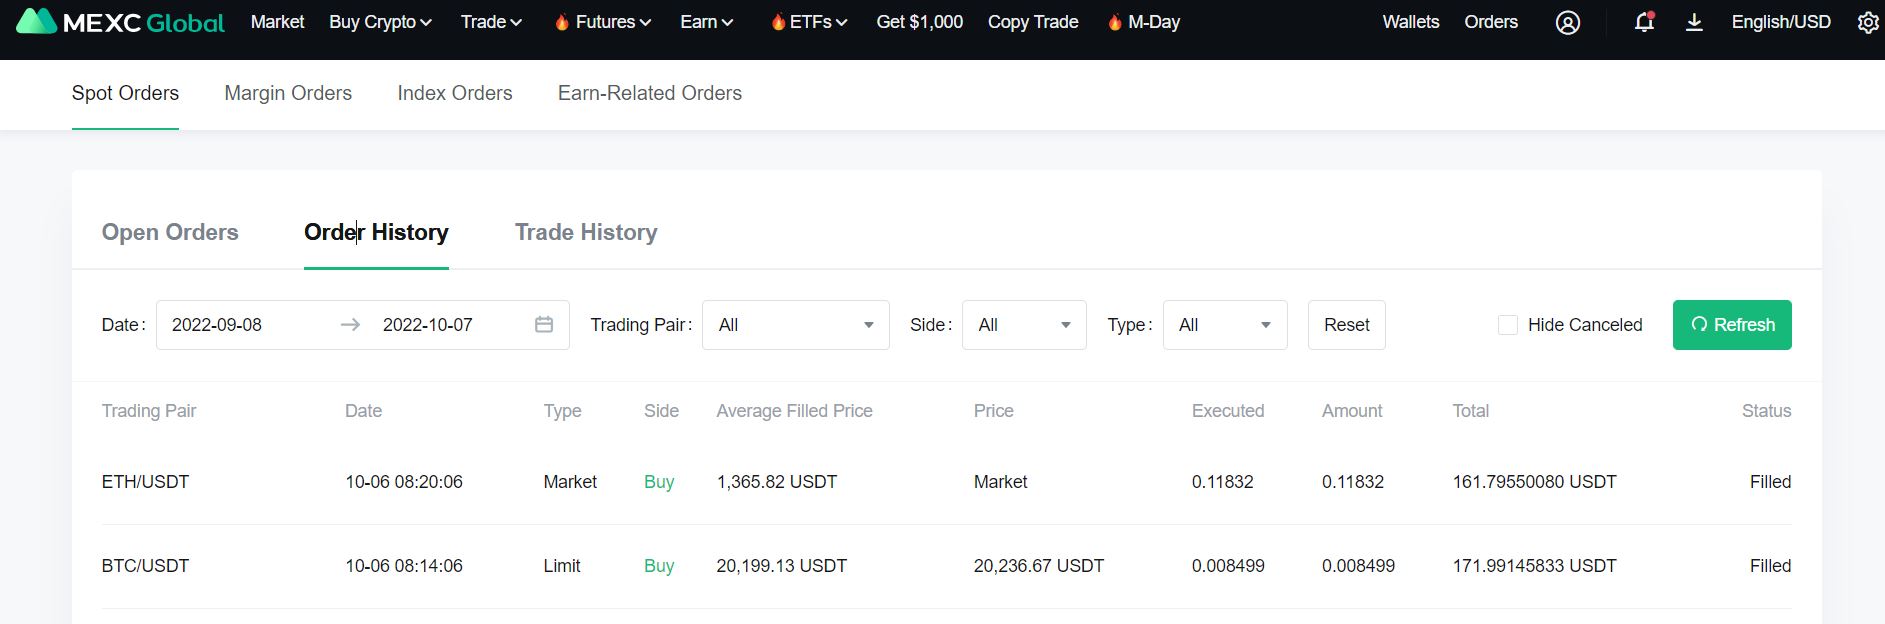 MEXC Global Market Buy Crypto Trade Futures Earn ETFs Get $1,000 Copy Trade M-Day Wallets Orders English/USD
Spot Orders Margin Orders Index Orders Earn-Related Orders
Open Orders Order History Trade History
Date: 2022-09-08 → 2022-10-07 Trading Pair: All Side: All Type: All Reset Hide Canceled Refresh
Trading Pair Date Type Side Average Filled Price Price Executed Amount Total Status
ETH/USDT 10-06 08:20:06 Market Buy 1,365.82 USDT Market 0.11832 0.11832 161.79550080 USDT Filled
BTC/USDT 10-06 08:14:06 Limit Buy 20,199.13 USDT 20,236.67 USDT 0.008499 0.008499 171.99145833 USDT Filled